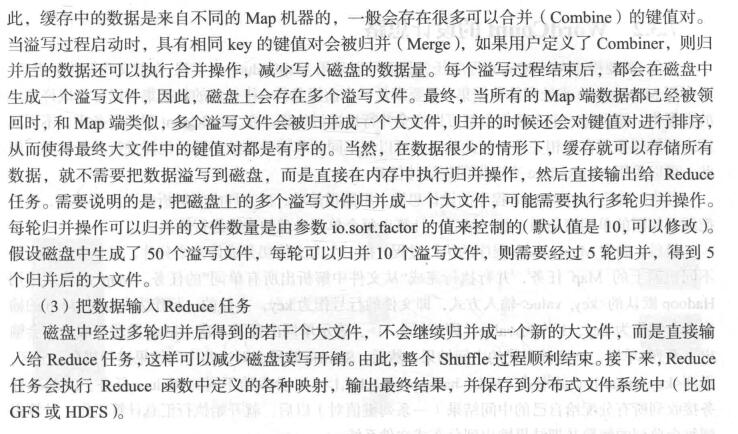 此，缓存中的数据是来自不同的 Map 机器的，一般会存在很多可以合并（Combine）的键值对。
当溢写过程启动时，具有相同 key 的键值对会被归并（Merge），如果用户定义了 Combiner，则归
并后的数据还可以执行合并操作，减少写入磁盘的数据量。每个溢写过程结束后，都会在磁盘中
生成一个溢写文件，因此，磁盘上会存在多个溢写文件。最终，当所有的 Map 端数据都已经被领
回时，和 Map 端类似，多个溢写文件会被归并成一个大文件，归并的时候还会对键值对进行排序，
从而使得最终大文件中的键值对都是有序的。当然，在数据很少的情形下，缓存就可以存储所有
数据，就不需要把数据溢写到磁盘，而是直接在内存中执行归并操作，然后直接输出给 Reduce
任务。需要说明的是，把磁盘上的多个溢写文件归并成一个大文件，可能需要执行多轮归并操作。
每轮归并操作可以归并的文件数量是由参数 io.sort.factor 的值来控制的（默认值是 10，可以修改）。
假设磁盘中生成了 50 个溢写文件，每轮可以归并 10 个溢写文件，则需要经过 5 轮归并，得到 5
个归并后的大文件。
（3）把数据输入 Reduce 任务
磁盘中经过多轮归并后得到的若干个大文件，不会继续归并成一个新的大文件，而是直接输
入给 Reduce 任务，这样可以减少磁盘读写开销。由此，整个 Shuffle 过程顺利结束。接下来，Reduce
任务会执行 Reduce 函数中定义的各种映射，输出最终结果，并保存到分布式文件系统中（比如
GFS 或 HDFS）。